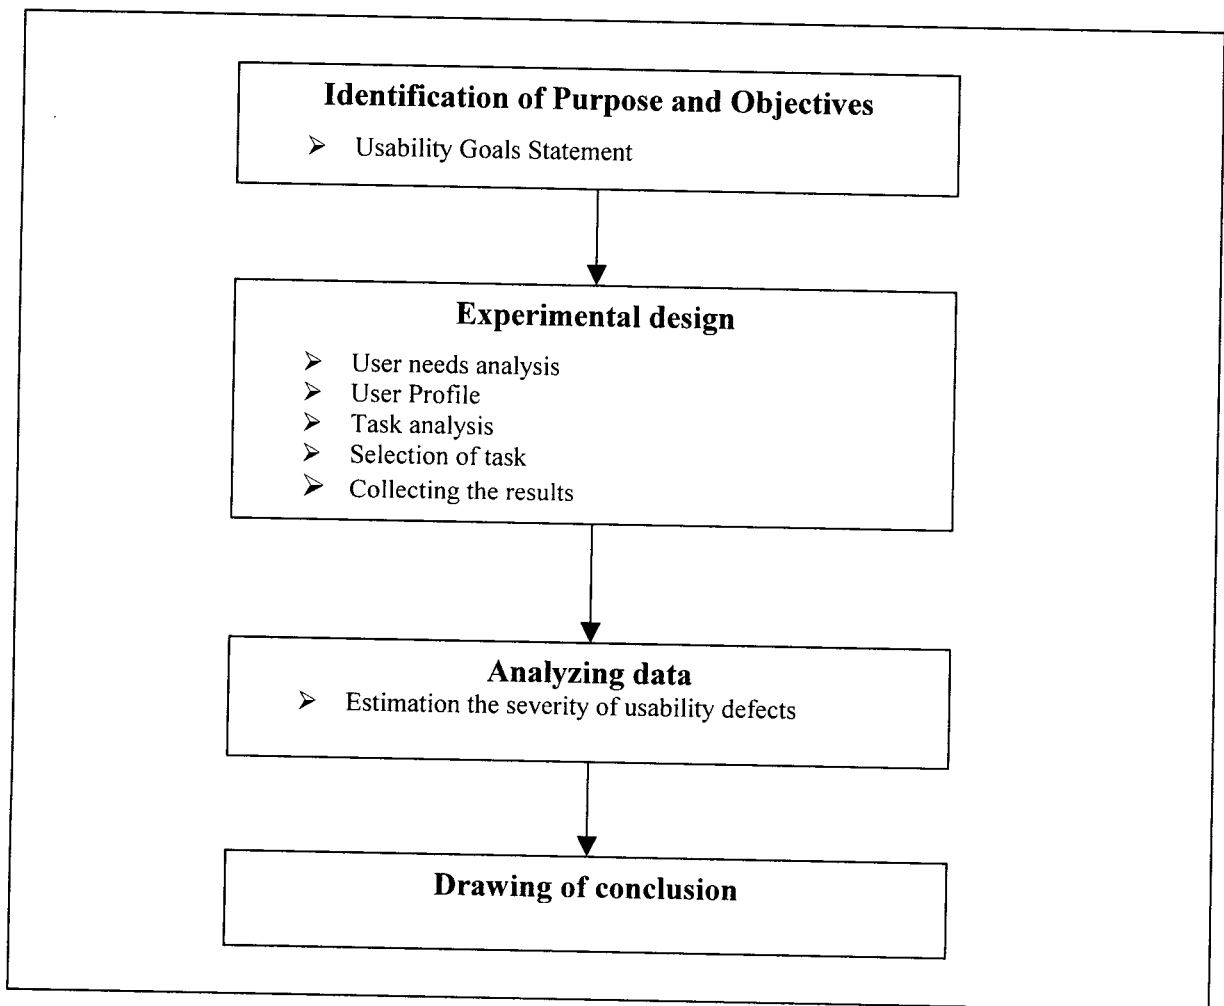 Identification of Purpose and Objectives
➢ Usability Goals Statement
Experimental design
➢ User needs analysis
➢ User Profile
➢ Task analysis
➢ Selection of task
➢ Collecting the results
Analyzing data
➢ Estimation the severity of usability defects
Drawing of conclusion